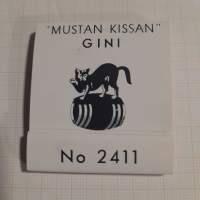 "MUSTAN KISSAN"
GINI
No 2411